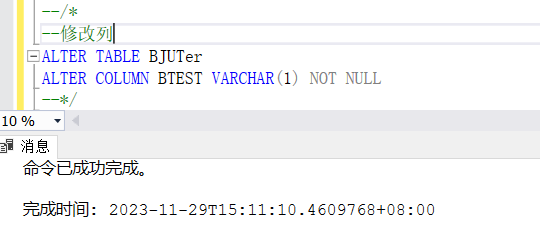 --/*
--修改列
ALTER TABLE BJUTer
ALTER COLUMN BTEST VARCHAR(1) NOT NULL
--*/
10 %
消息
命令已成功完成。
完成时间: 2023-11-29T15:11:10.4609768+08:00